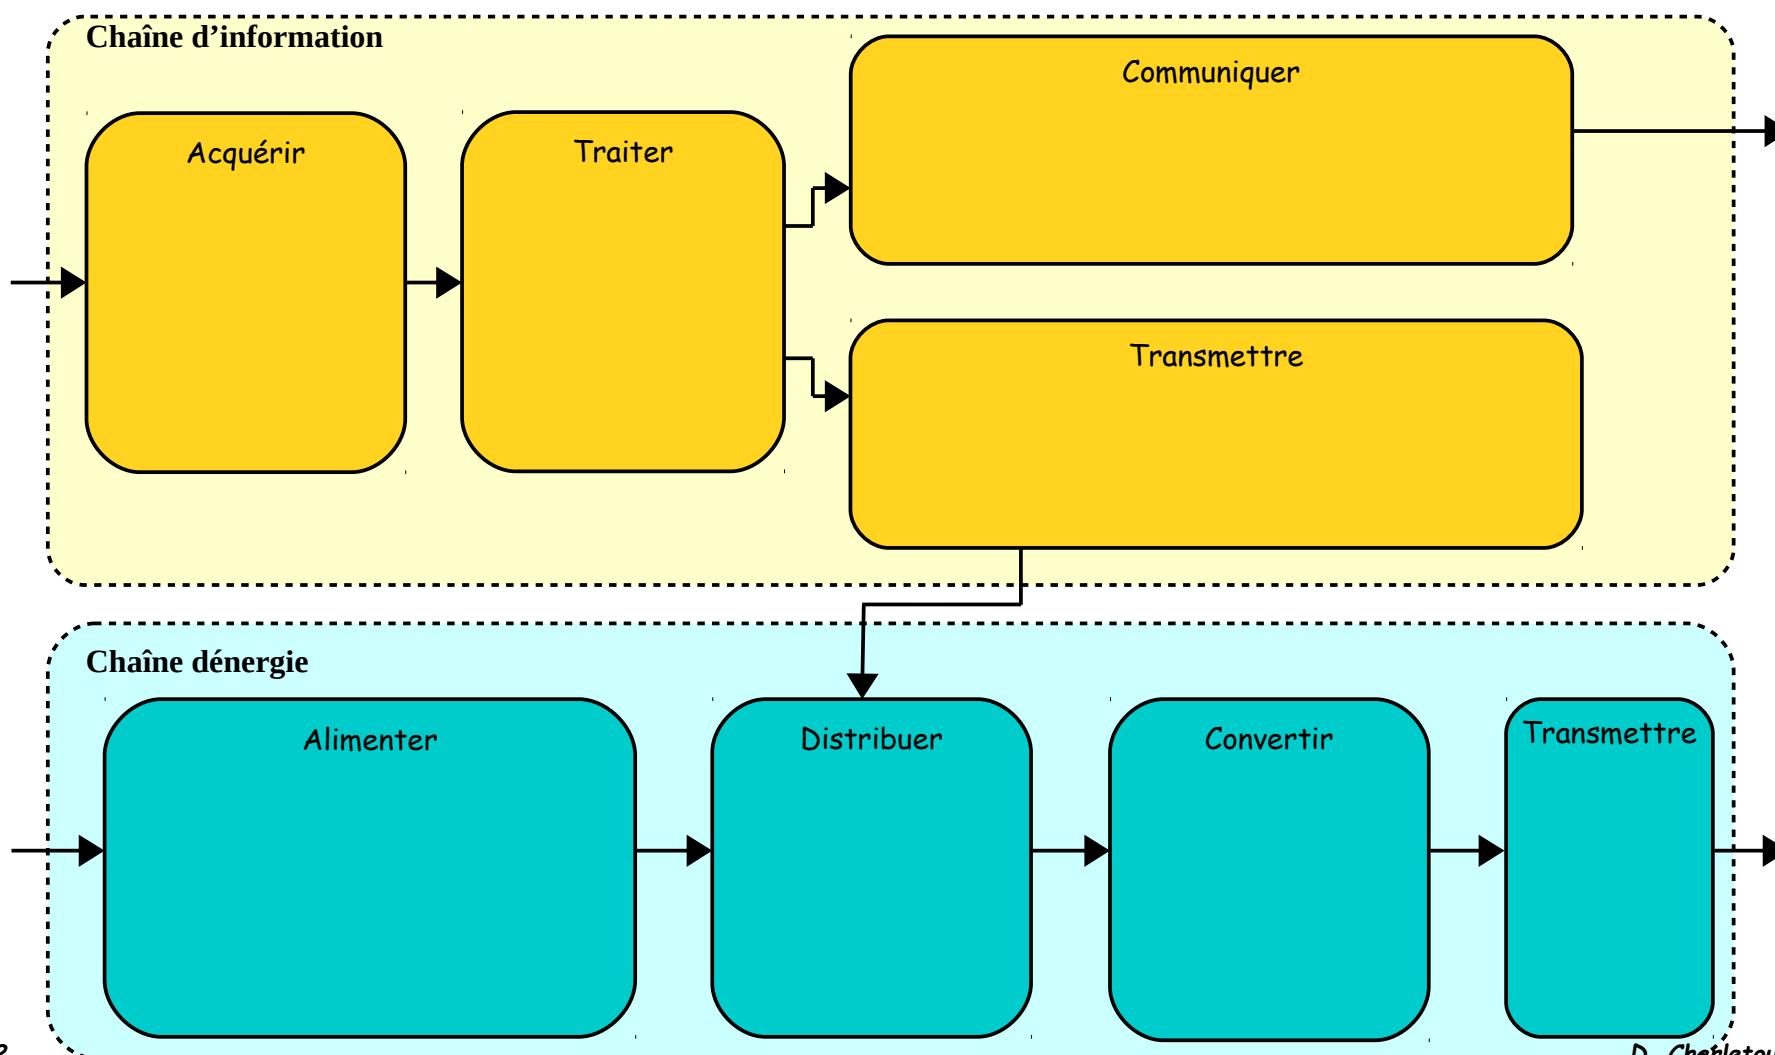 Chaîne d’information
Communiquer
Acquérir
Traiter
Transmettre
Chaîne dénergie
Alimenter
Distribuer
Convertir
Transmettre
D.